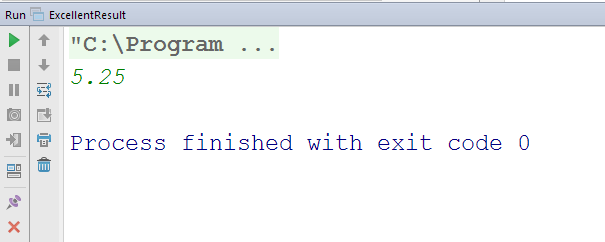 Run ExcellentResult
"C:\Program ...
5.25
Process finished with exit code 0